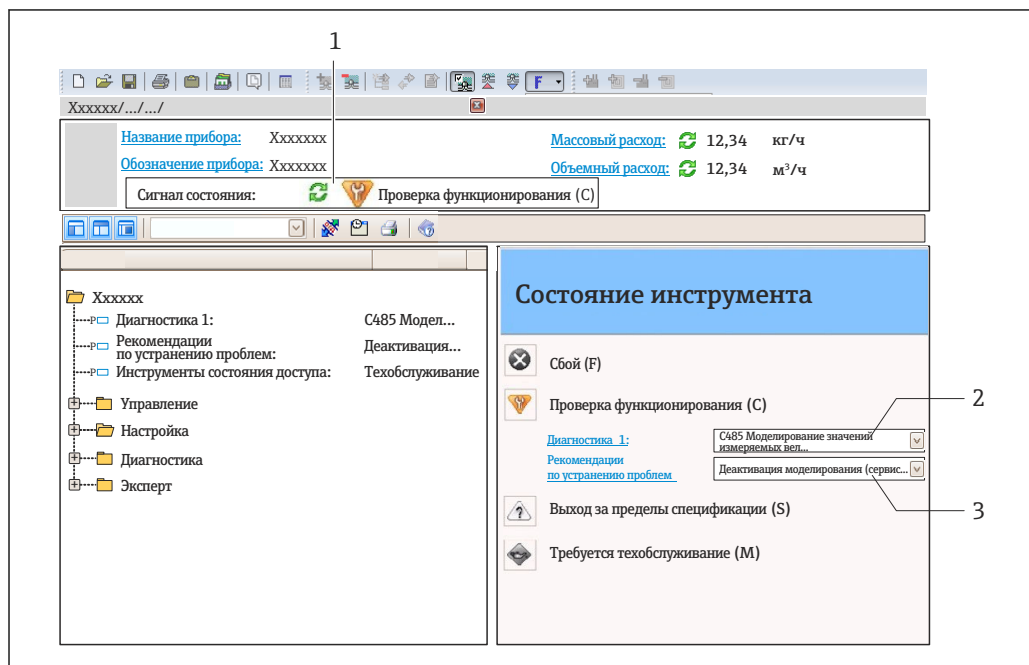 1
F
Xxxxxx/.../.../
Название прибора: Xxxxxxx
Массовый расход: 12,34 кг/ч
Обозначение прибора: Xxxxxxx
Объемный расход: 12,34 м³/ч
Сигнал состояния: Проверка функционирования (C)
Xxxxxx
P Диагностика 1: C485 Модел...
P Рекомендации
по устранению проблем: Деактивация...
P Инструменты состояния доступа: Техобслуживание
Управление
Настройка
Диагностика
Эксперт
Состояние инструмента
Сбой (F)
Проверка функционирования (C)
2
Диагностика 1:
C485 Моделирование значений
измеряемых вел...
Рекомендации
по устранению проблем
Деактивация моделирования (сервис...
3
Выход за пределы спецификации (S)
Требуется техобслуживание (M)